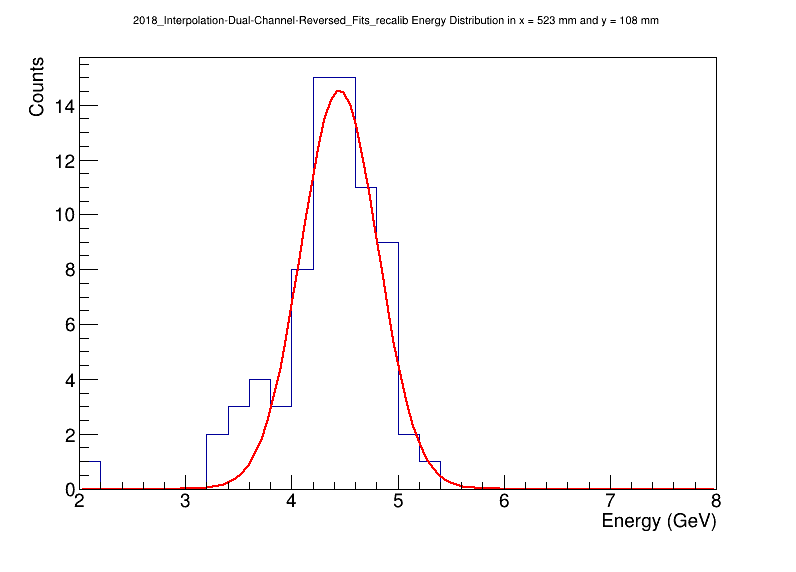 2018_Interpolation-Dual-Channel-Reversed_Fits_recalib Energy Distribution in x = 523 mm and y = 108 mm
Counts
14
12
10
8
6
4
2
0
2 3 4 5 6 7 8
Energy (GeV)